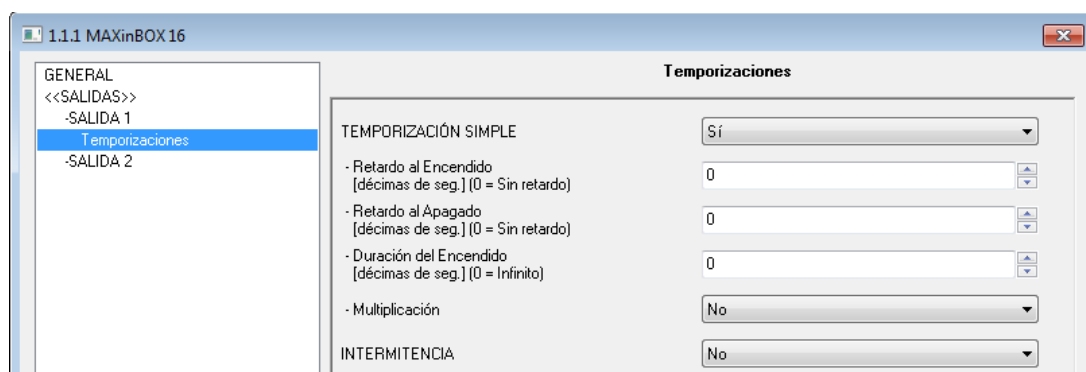 1.1.1 MAXinBOX 16
GENERAL
<<SALIDAS>>
-SALIDA 1
Temporizaciones
-SALIDA 2
Temporizaciones
TEMPORIZACIÓN SIMPLE
Sí
- Retardo al Encendido
[décimas de seg.] (0 = Sin retardo)
0
- Retardo al Apagado
[décimas de seg.] (0 = Sin retardo)
0
- Duración del Encendido
[décimas de seg.] (0 = Infinito)
0
- Multiplicación
No
INTERMITENCIA
No